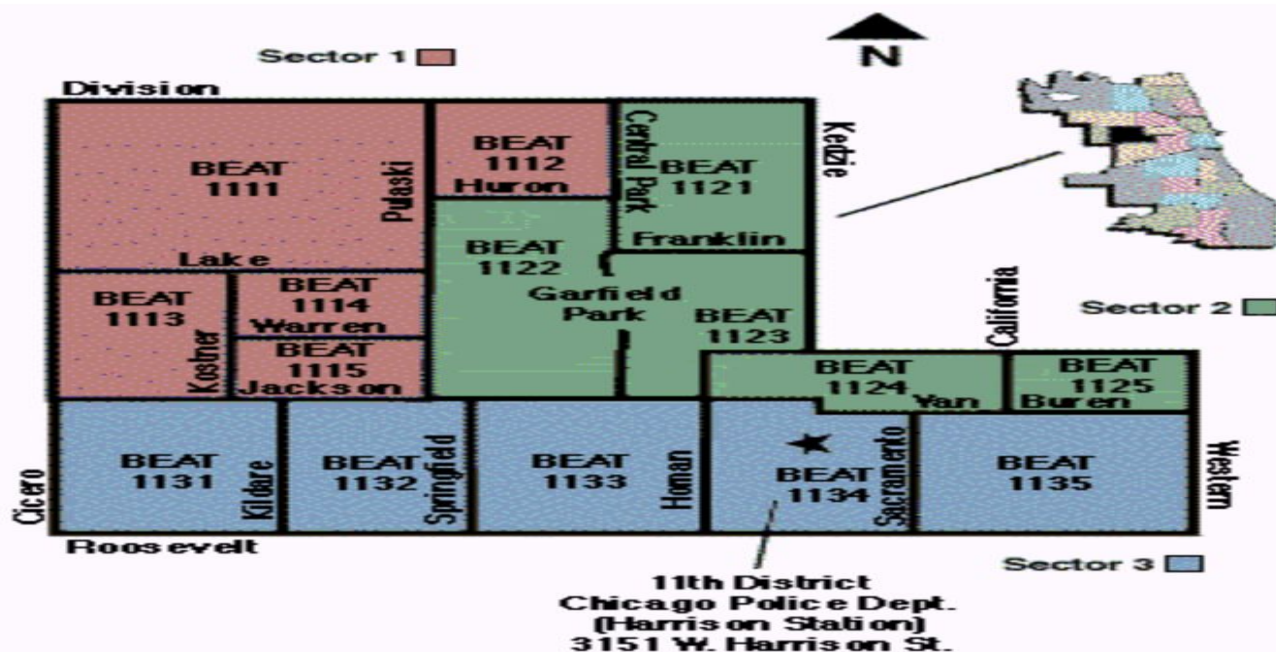 Sector 1
N
Division
BEAT
1111
Pulaski
BEAT
1112
Huron
Central Park
BEAT
1121
Kedzie
Lake
BEAT
1122
Franklin
BEAT
1113
Kostner
BEAT
1114
Warren
Garfield
Park
BEAT
1123
California
Sector 2
BEAT
1115
Jackson
BEAT
1124
Van
BEAT
1125
Buren
Cicero
BEAT
1131
Kildare
BEAT
1132
Springfield
BEAT
1133
Homan
BEAT
1134
Sacramenko
BEAT
1135
Western
Roosevelt
Sector 3
11th District
Chicago Police Dept.
(Harrison Station)
3151 W. Harrison St.